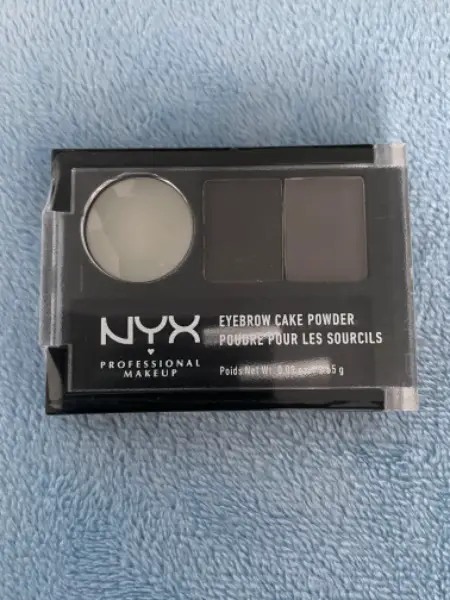 NYX
PROFESSIONAL
MAKEUP
EYEBROW CAKE POWDER
POUDRE POUR LES SOURCILS
Poids Net Wt. g